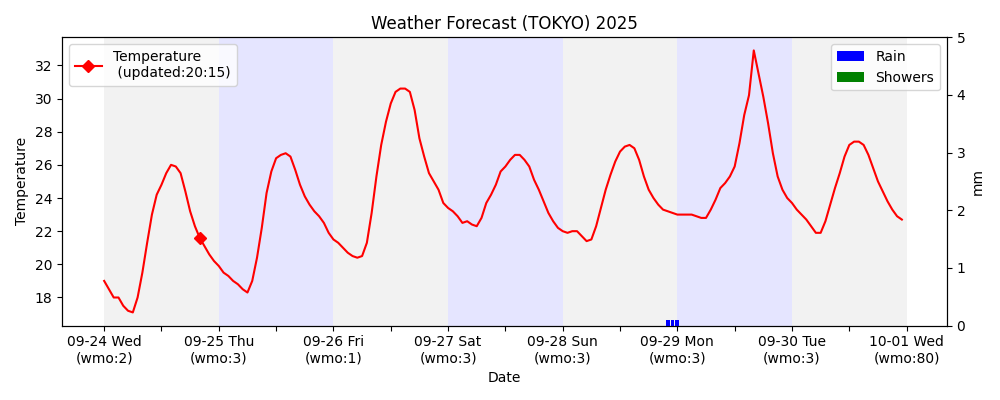 Weather Forecast (TOKYO) 2025
Temperature
(updated:20:15)
Rain
Showers
Temperature
32
30
28
26
24
22
20
18
5
4
3
2
1
0
mm
09-24 Wed
(wmo:2)
09-25 Thu
(wmo:3)
09-26 Fri
(wmo:1)
09-27 Sat
(wmo:3)
09-28 Sun
(wmo:3)
09-29 Mon
(wmo:3)
09-30 Tue
(wmo:3)
10-01 Wed
(wmo:80)
Date